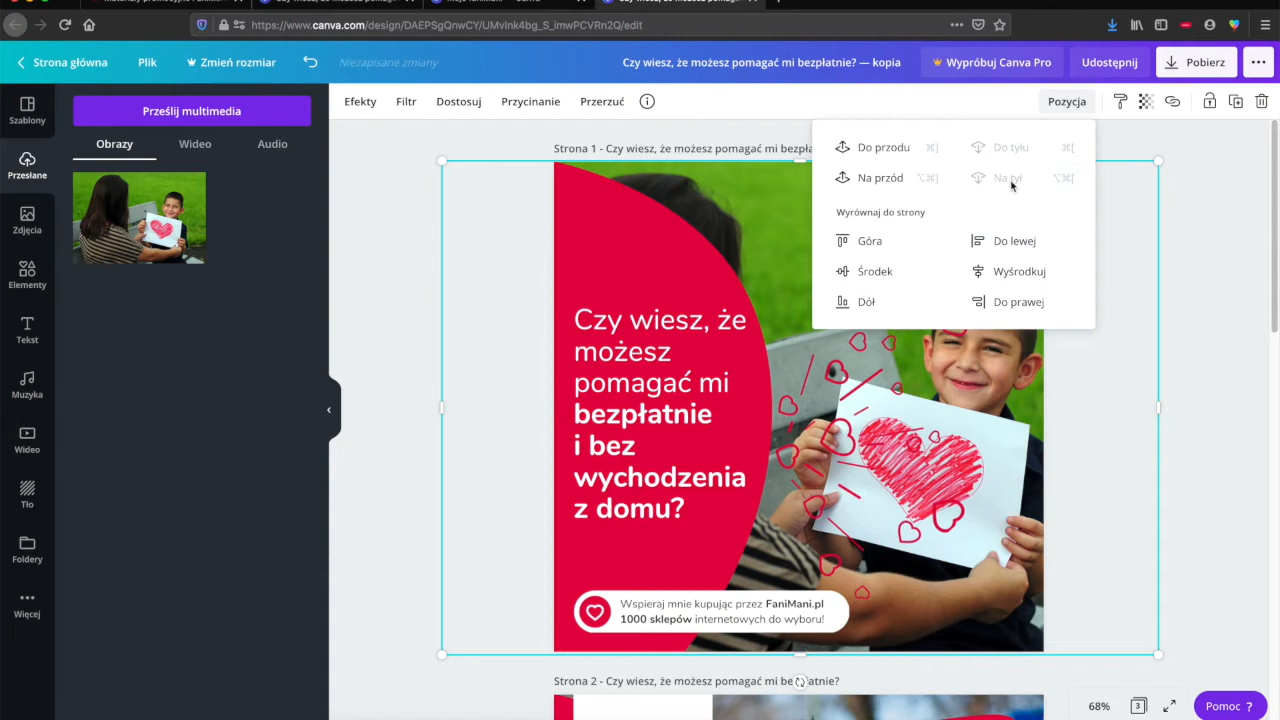 https://www.canva.com/design/DAEPSgQnwCY/UMvInk4bg_S_imwPCVRn2Q/edit
Strona główna
Plik
Zmień rozmiar
Niezapisane zmiany
Czy wiesz, że możesz pomagać mi bezpłatnie? — kopia
Wypróbuj Canva Pro
Udostępnij
Pobierz
Szablony
Przesłane
Zdjęcia
Elementy
Tekst
Muzyka
Wideo
Tło
Foldery
Więcej
Prześlij multimedia
Obrazy
Wideo
Audio
Efekty
Filtr
Dostosuj
Przycinanie
Przerzuć
Pozycja
Strona 1 - Czy wiesz, że możesz pomagać mi bezpła
Do przodu ⌘]
Do tyłu ⌘[
Na przód ⌥⌘]
Na tył ⌥⌘[
Wyrównaj do strony
Góra
Do lewej
Środek
Wyśrodkuj
Dół
Do prawej
Czy wiesz, że
możesz
pomagać mi
bezpłatnie
i bez
wychodzenia
z domu?
Wspieraj mnie kupując przez FaniMani.pl
1000 sklepów internetowych do wyboru!
Strona 2 - Czy wiesz, że możesz pomagać mi bezpłatnie?
68%
3
Pomoc ?